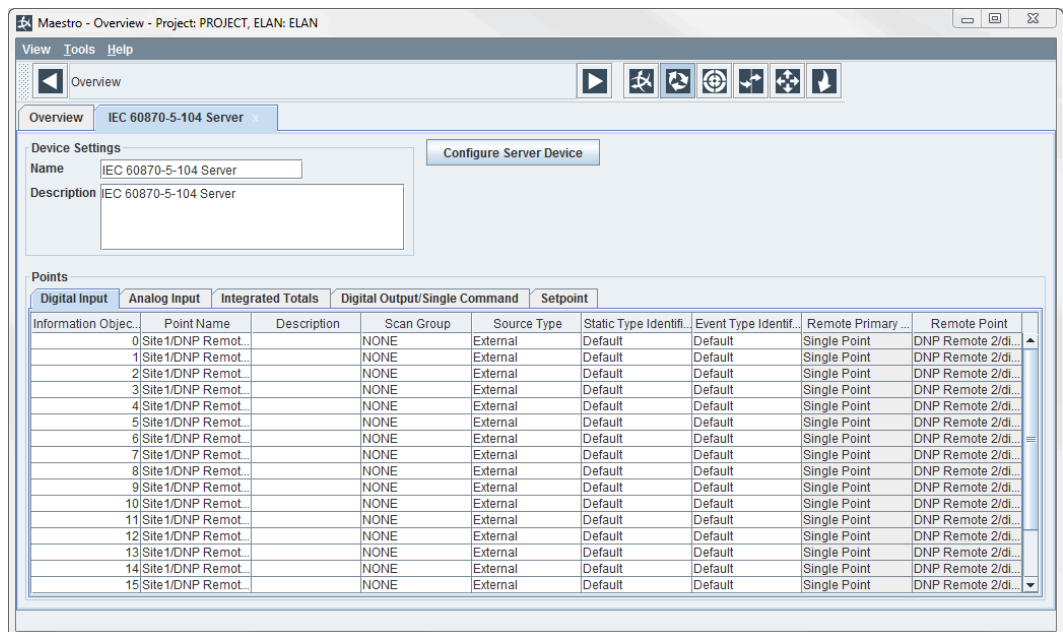 Maestro - Overview - Project: PROJECT, ELAN: ELAN
View Tools Help
Overview
Overview IEC 60870-5-104 Server x
Device Settings
Configure Server Device
Name IEC 60870-5-104 Server
Description IEC 60870-5-104 Server
Points
Digital Input Analog Input Integrated Totals Digital Output/Single Command Setpoint
Information Objec... Point Name Description Scan Group Source Type Static Type Identifi... Event Type Identif... Remote Primary ... Remote Point
0 Site1/DNP Remot... NONE External Default Default Single Point DNP Remote 2/di...
1 Site1/DNP Remot... NONE External Default Default Single Point DNP Remote 2/di...
2 Site1/DNP Remot... NONE External Default Default Single Point DNP Remote 2/di...
3 Site1/DNP Remot... NONE External Default Default Single Point DNP Remote 2/di...
4 Site1/DNP Remot... NONE External Default Default Single Point DNP Remote 2/di...
5 Site1/DNP Remot... NONE External Default Default Single Point DNP Remote 2/di...
6 Site1/DNP Remot... NONE External Default Default Single Point DNP Remote 2/di...
7 Site1/DNP Remot... NONE External Default Default Single Point DNP Remote 2/di...
8 Site1/DNP Remot... NONE External Default Default Single Point DNP Remote 2/di...
9 Site1/DNP Remot... NONE External Default Default Single Point DNP Remote 2/di...
10 Site1/DNP Remot... NONE External Default Default Single Point DNP Remote 2/di...
11 Site1/DNP Remot... NONE External Default Default Single Point DNP Remote 2/di...
12 Site1/DNP Remot... NONE External Default Default Single Point DNP Remote 2/di...
13 Site1/DNP Remot... NONE External Default Default Single Point DNP Remote 2/di...
14 Site1/DNP Remot... NONE External Default Default Single Point DNP Remote 2/di...
15 Site1/DNP Remot... NONE External Default Default Single Point DNP Remote 2/di...